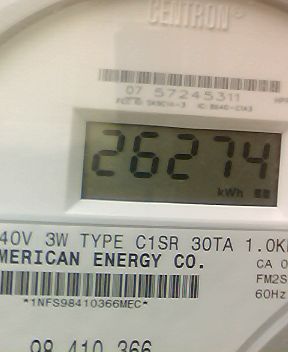 CENTRON®
07 57245311
26274
kWh
40V 3W TYPE C1SR 30TA 1.0K
MERICAN ENERGY CO.
CA 0
FM2S
60Hz
*1NFS98410366MEC*
98 410 366